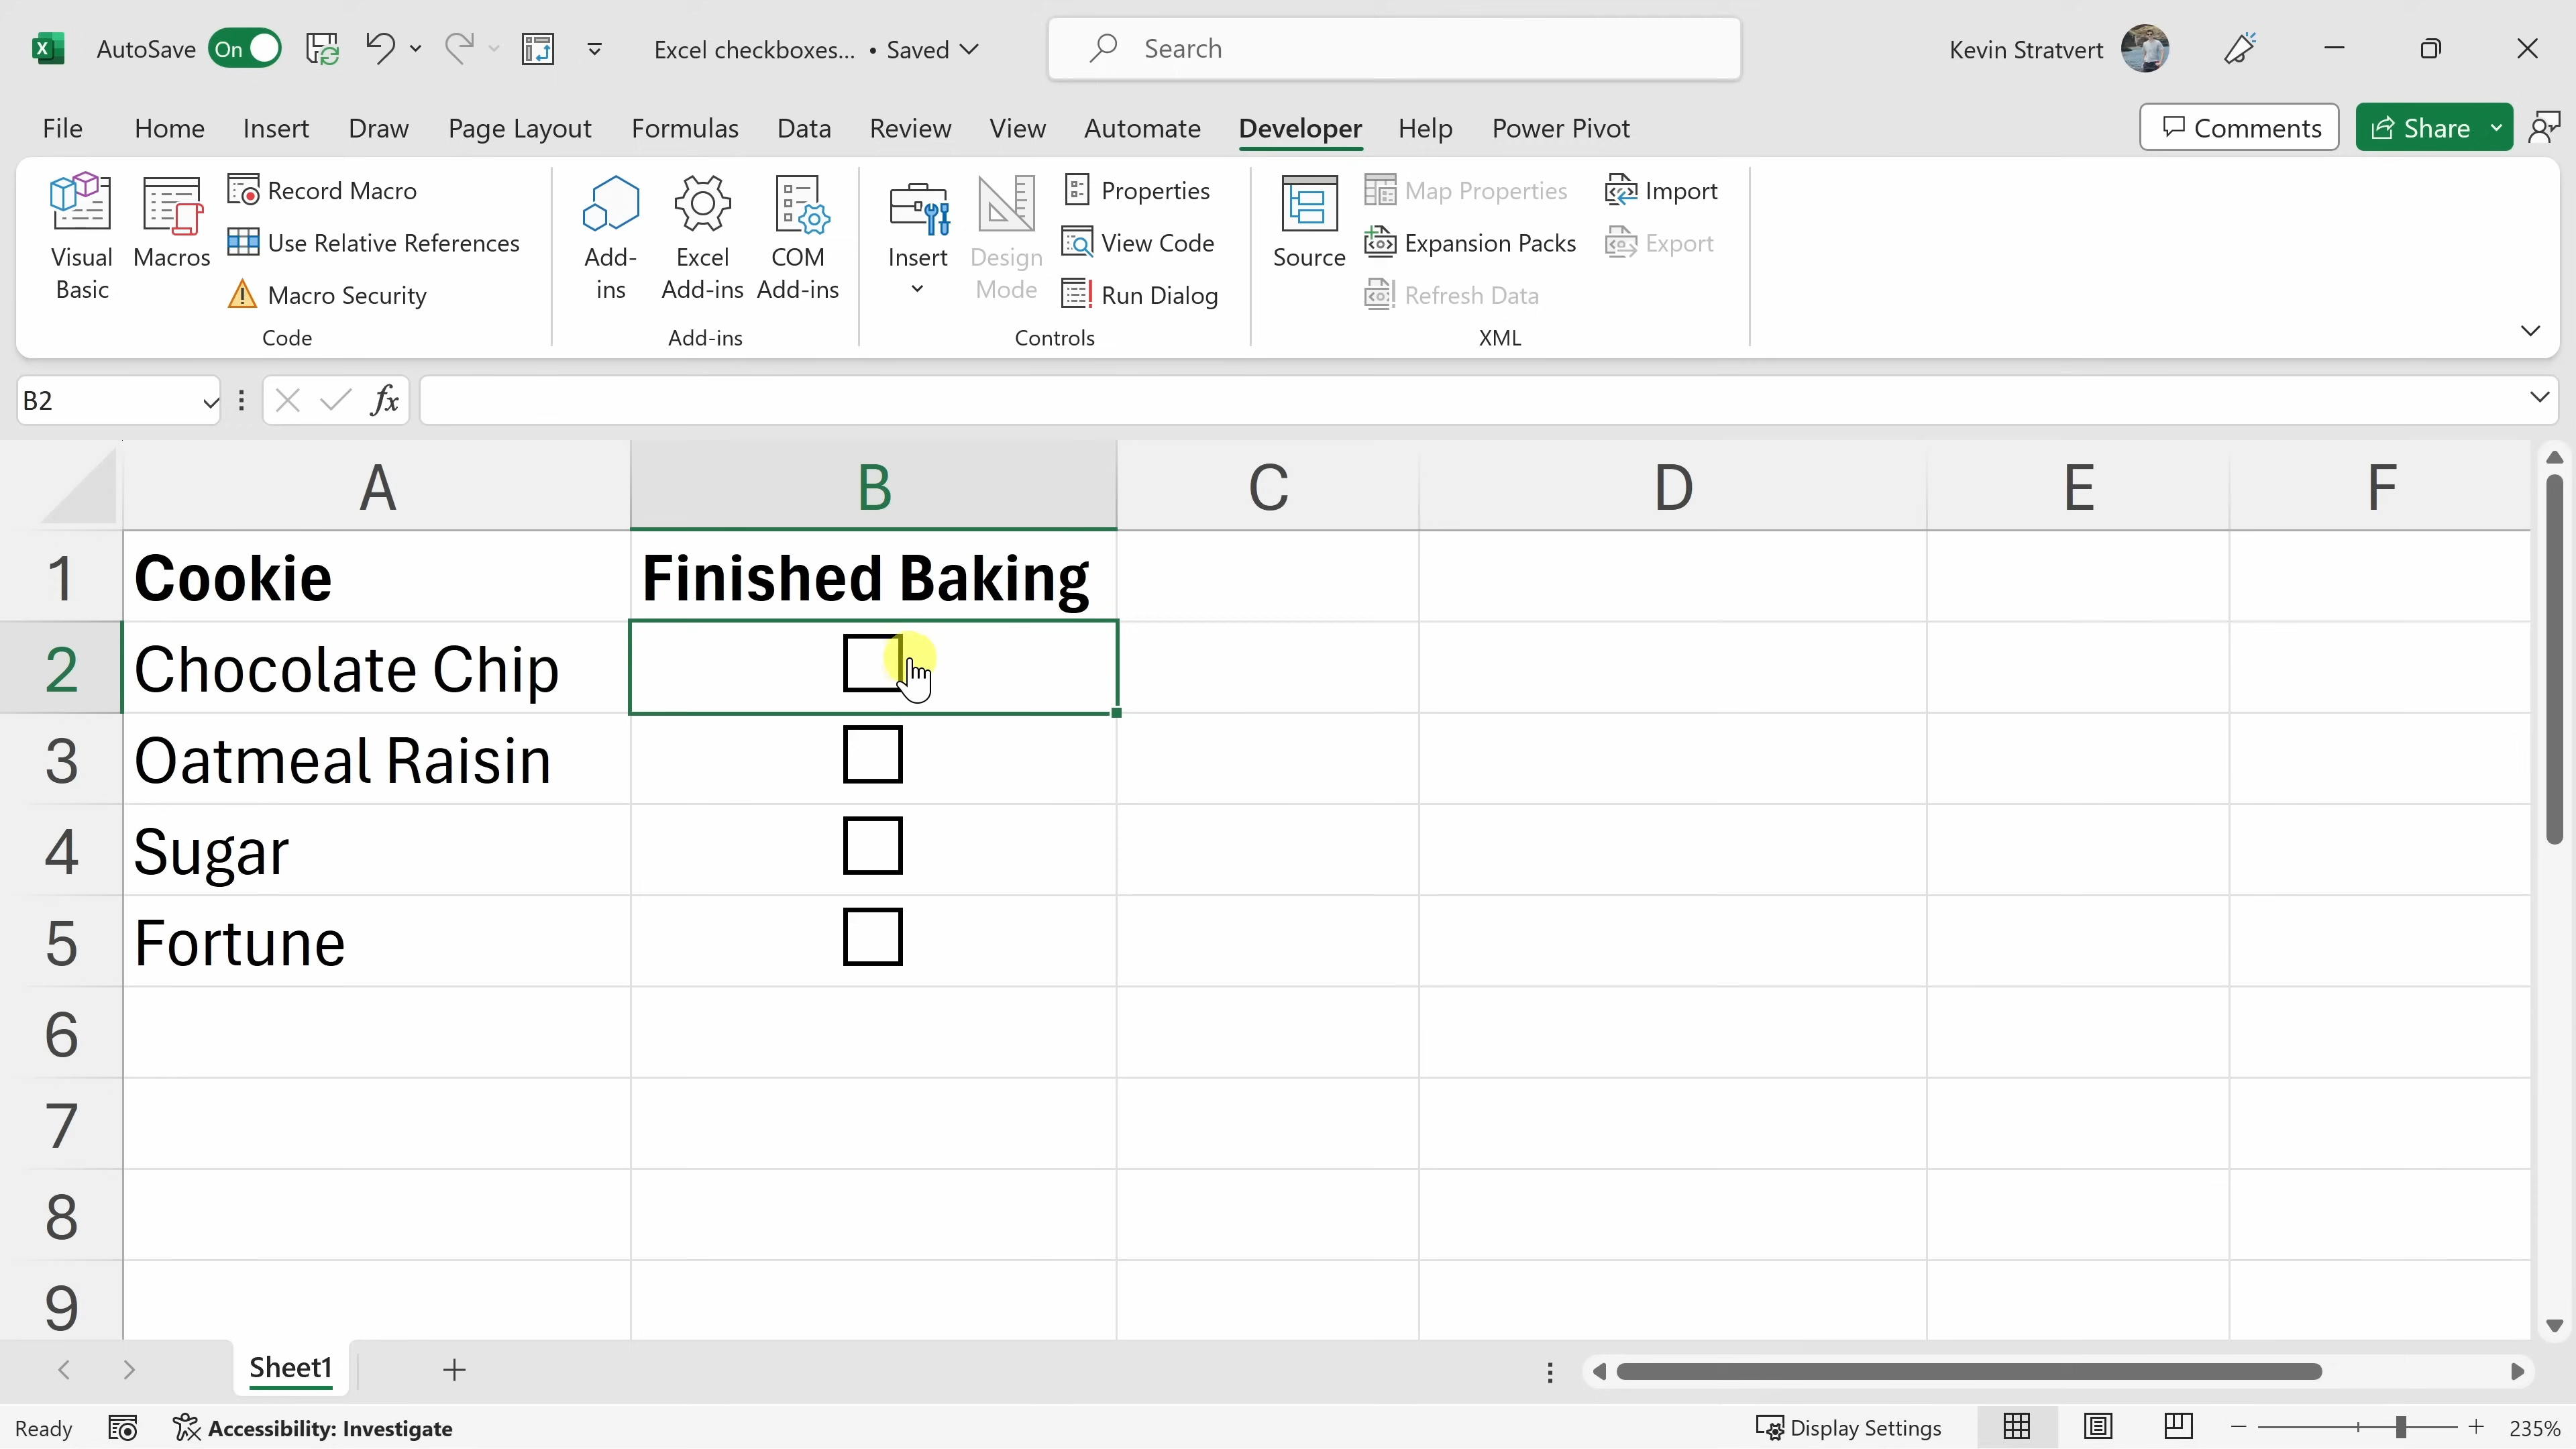 AutoSave On Excel checkboxes... • Saved Search Kevin Stratvert
File Home Insert Draw Page Layout Formulas Data Review View Automate Developer Help Power Pivot Comments Share
Visual Basic
Macros
Record Macro
Use Relative References
Macro Security
Code
Add-ins
Excel Add-ins
COM Add-ins
Add-ins
Insert
Design Mode
Properties
View Code
Run Dialog
Controls
Source
Map Properties
Expansion Packs
Refresh Data
Import
Export
XML
B2 fx
A B C D E F
1 Cookie Finished Baking
2 Chocolate Chip
3 Oatmeal Raisin
4 Sugar
5 Fortune
6
7
8
9
Sheet1
Ready Accessibility: Investigate Display Settings 235%